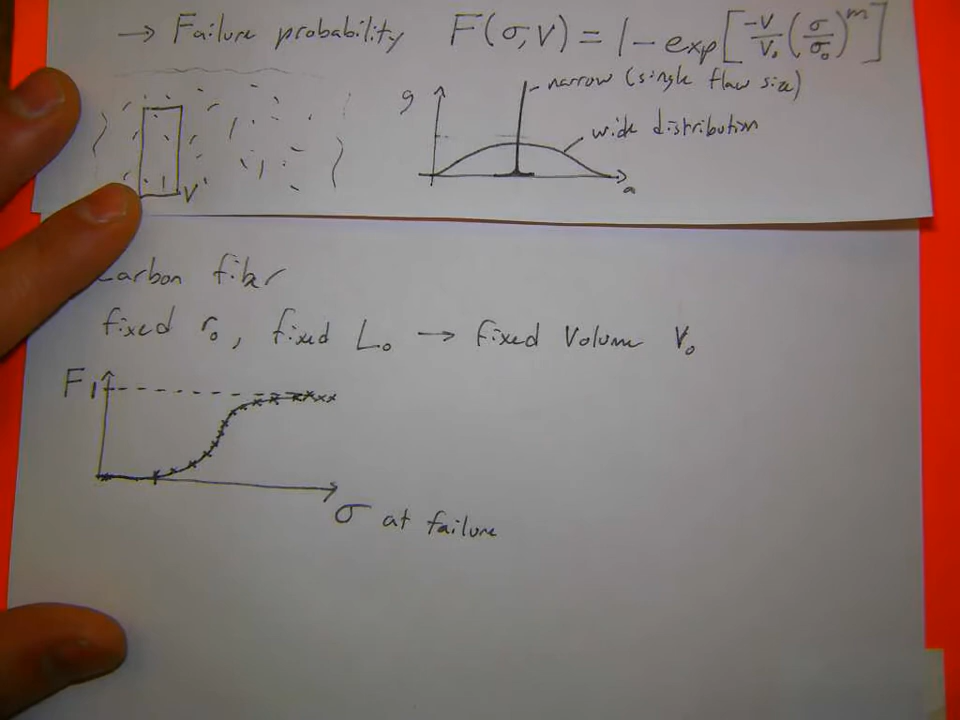 → Failure probability F(σ,V) = 1 - exp[-V/V₀ (σ/σ₀)^m]
g narrow (single flaw size)
wide distribution
V
a
Carbon fiber
fixed r₀, fixed L₀ → fixed Volume V₀
F 1
σ at failure